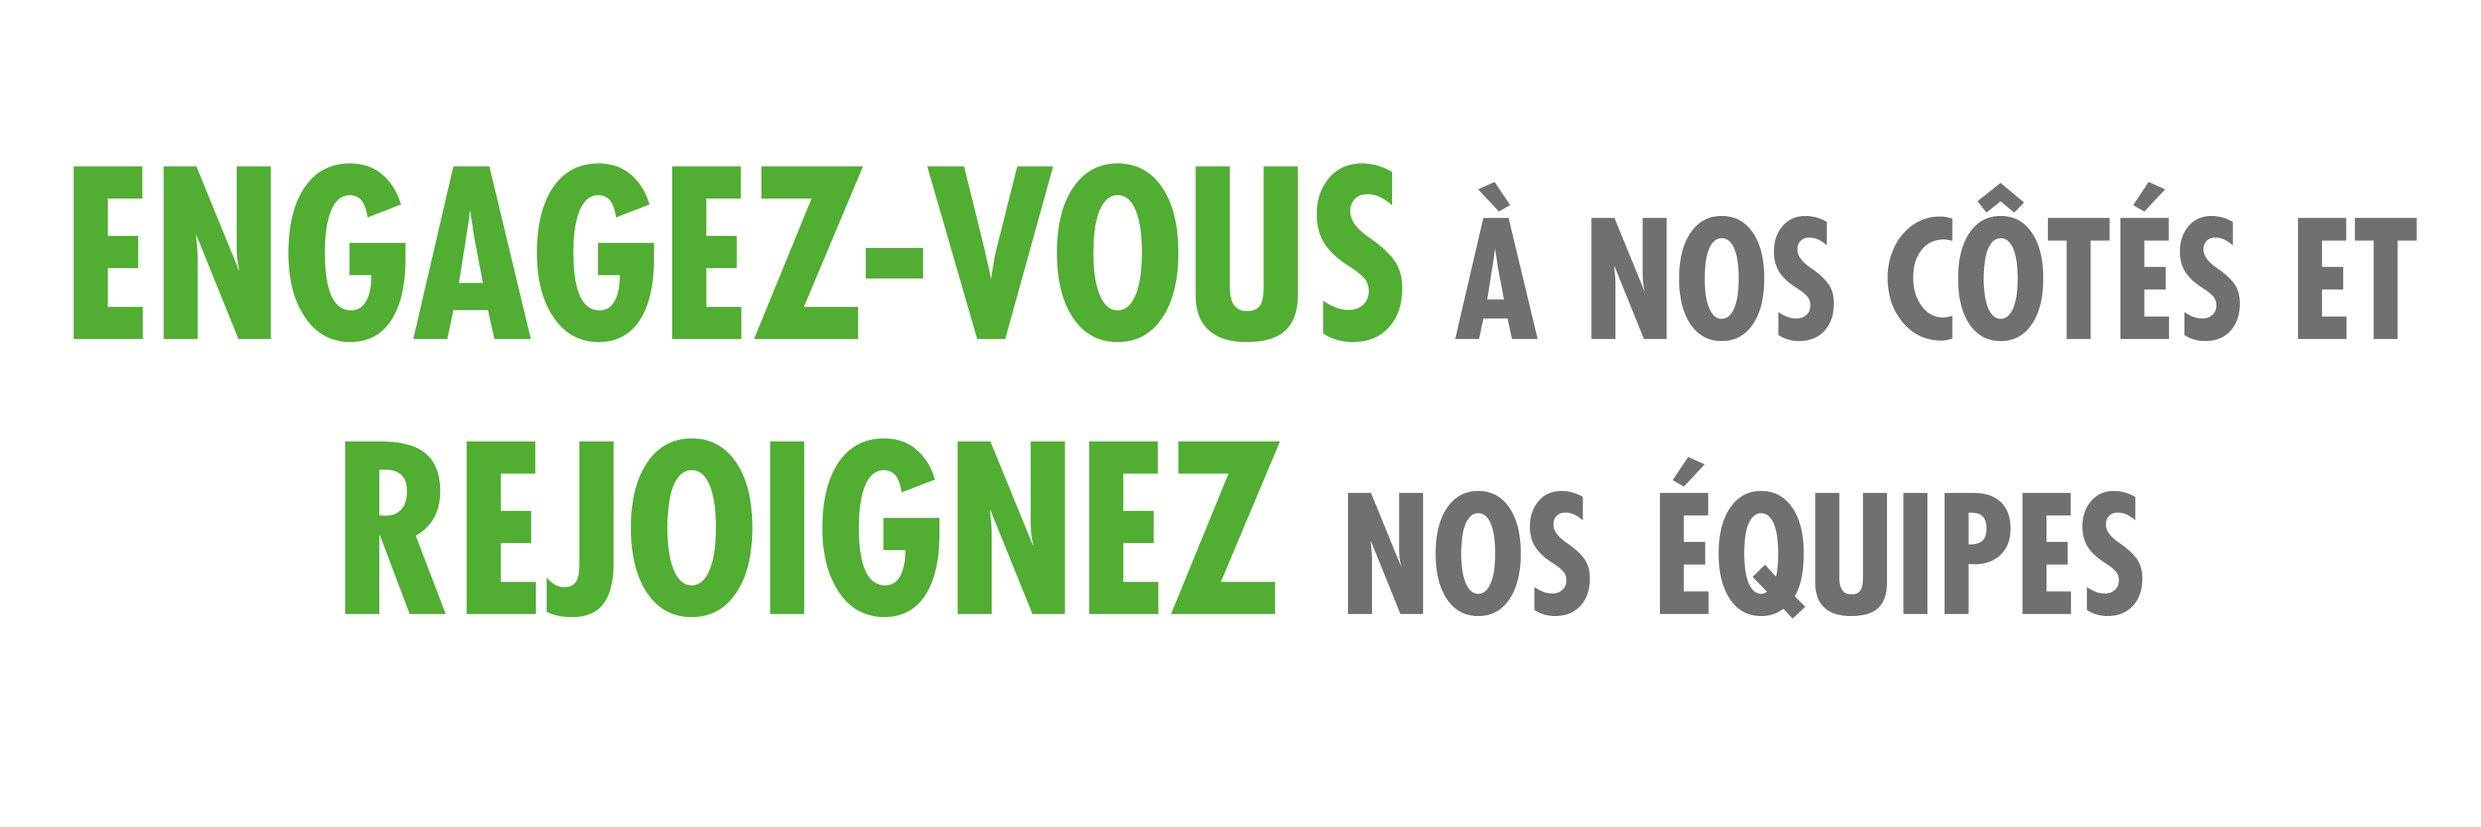 ENGAGEZ-VOUS À NOS CÔTÉS ET
REJOIGNEZ NOS ÉQUIPES